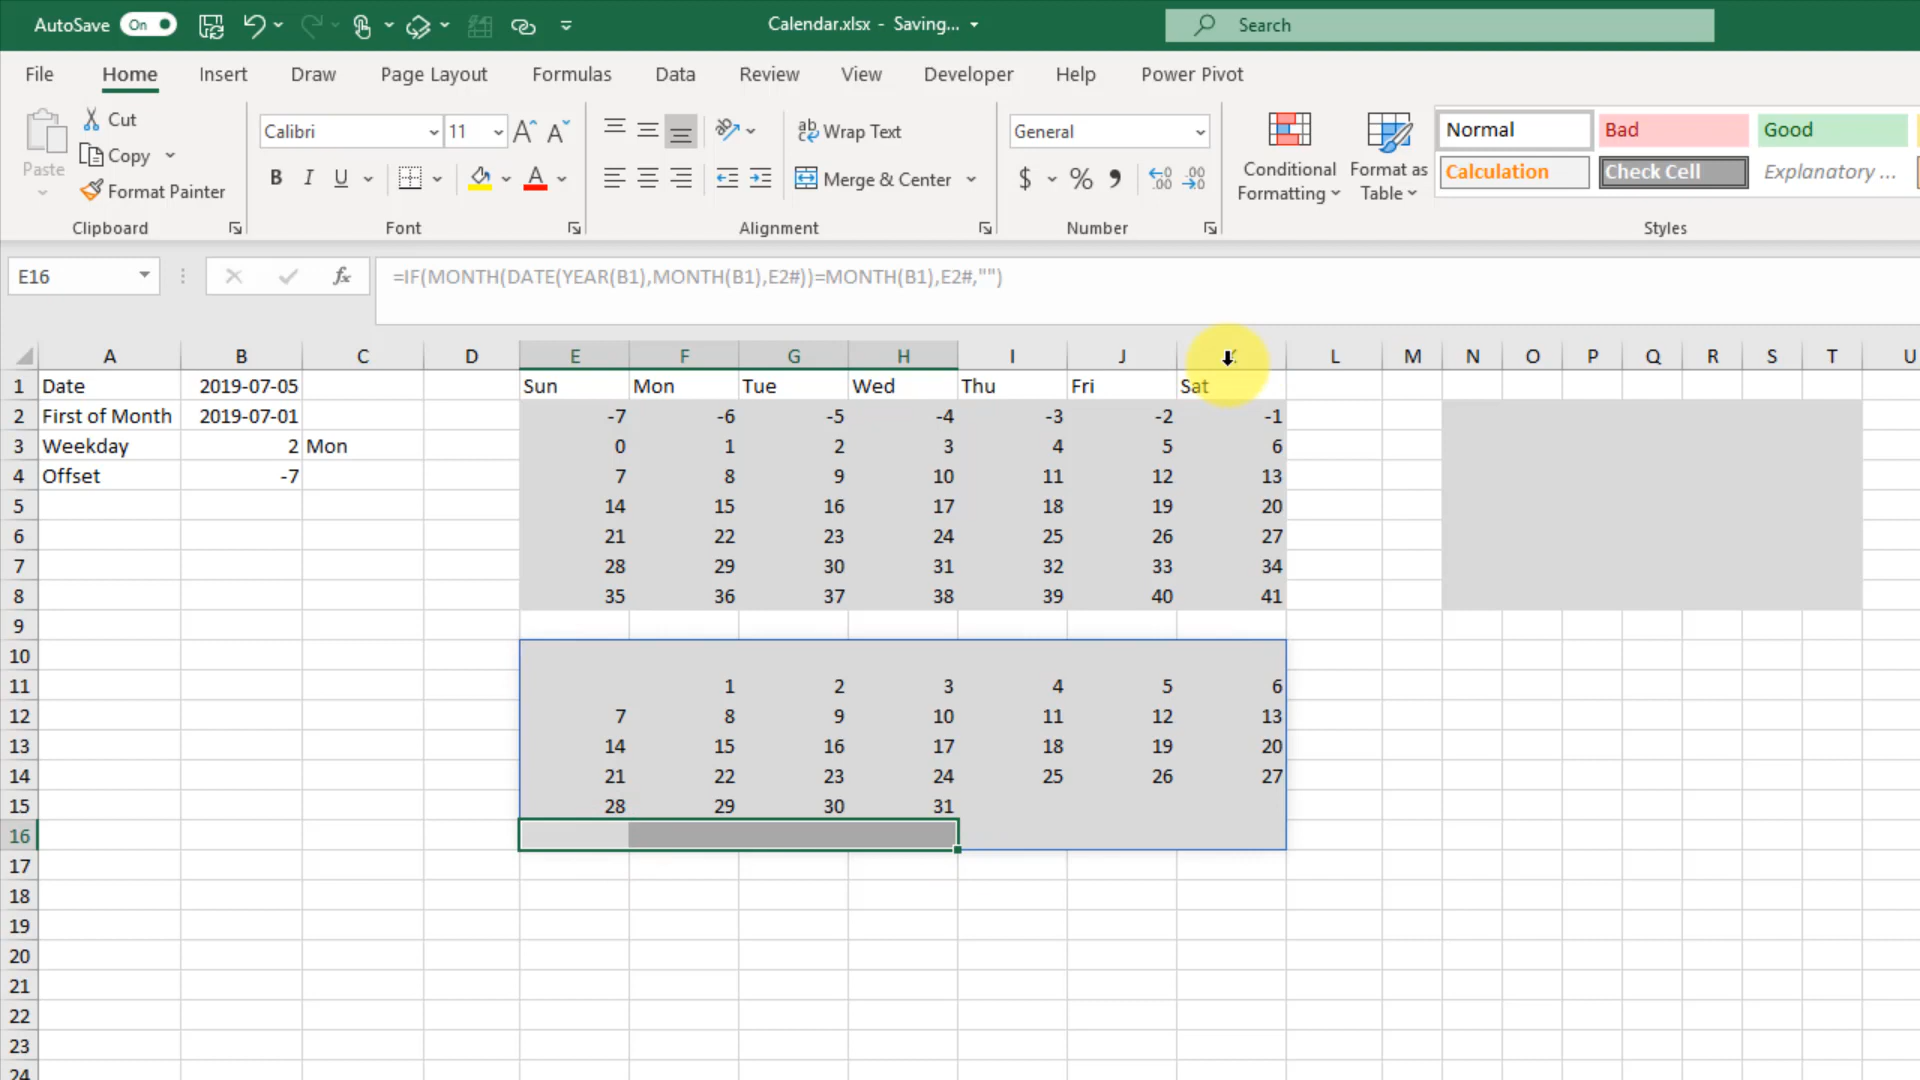 AutoSave On Calendar.xlsx - Saving... Search
File Home Insert Draw Page Layout Formulas Data Review View Developer Help Power Pivot
Paste Cut Copy Format Painter Clipboard
Calibri 11 B I U A Font
ab Wrap Text Merge & Center Alignment
General $ % Number
Conditional Formatting Format as Table
Normal Bad Good
Calculation Check Cell Explanatory ...
Styles
E16 fx =IF(MONTH(DATE(YEAR(B1),MONTH(B1),E2#))=MONTH(B1),E2#,"")
A B C D E F G H I J L M N O P Q R S T U
1 Date 2019-07-05 Sun Mon Tue Wed Thu Fri Sat
2 First of Month 2019-07-01 -7 -6 -5 -4 -3 -2 -1
3 Weekday 2 Mon 0 1 2 3 4 5 6
4 Offset -7 7 8 9 10 11 12 13
5 14 15 16 17 18 19 20
6 21 22 23 24 25 26 27
7 28 29 30 31 32 33 34
8 35 36 37 38 39 40 41
9
10
11 1 2 3 4 5 6
12 7 8 9 10 11 12 13
13 14 15 16 17 18 19 20
14 21 22 23 24 25 26 27
15 28 29 30 31
16
17
18
19
20
21
22
23
24